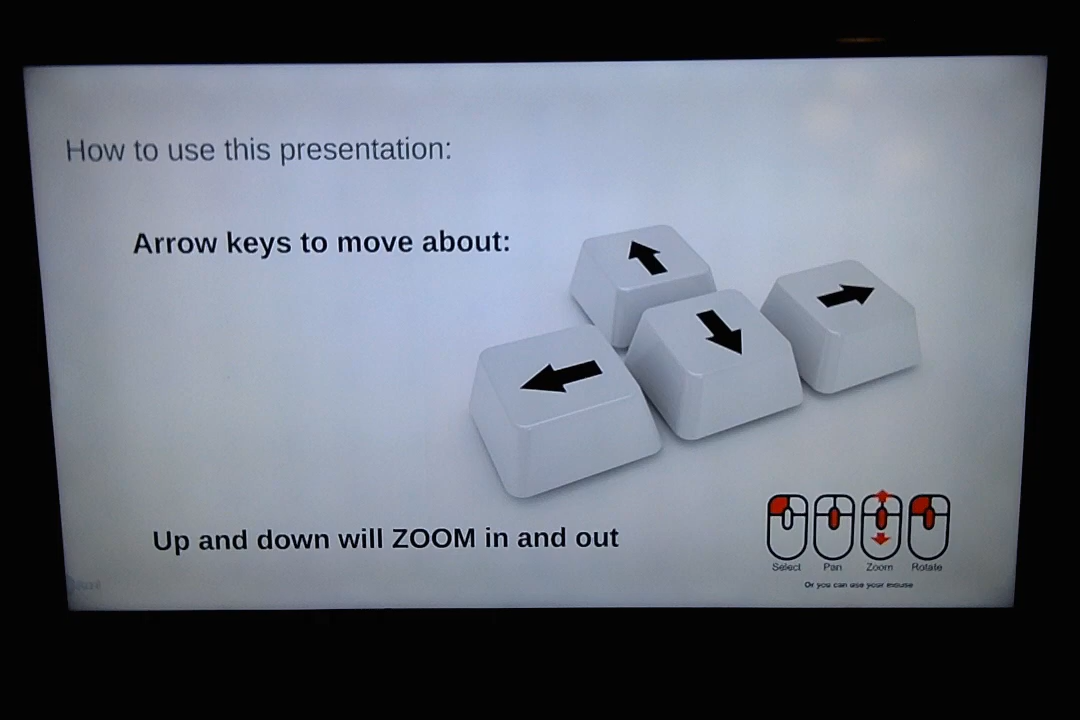 How to use this presentation:
Arrow keys to move about:
Up and down will ZOOM in and out
Select Pan Zoom Rotate
Or you can use your mouse